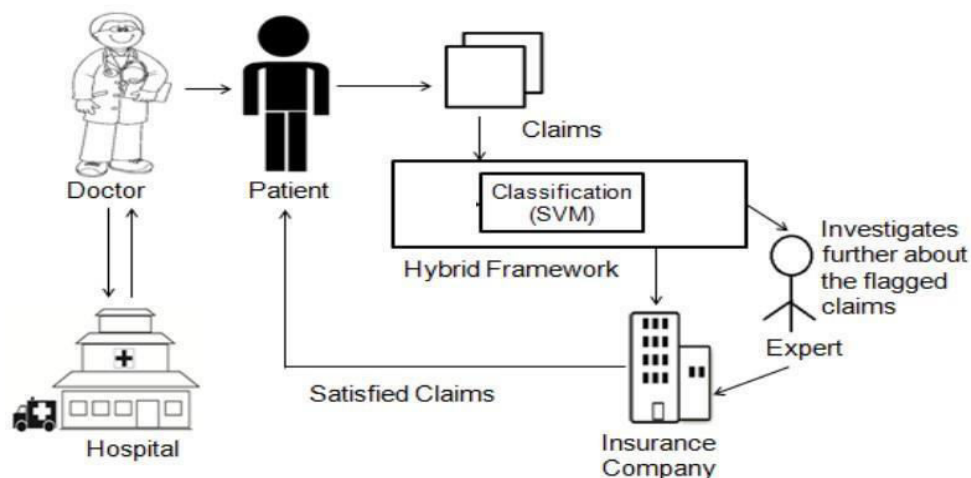 Claims
Doctor
Patient
Classification
(SVM)
Hybrid Framework
Investigates
further about
the flagged
claims
Expert
Satisfied Claims
Hospital
Insurance
Company